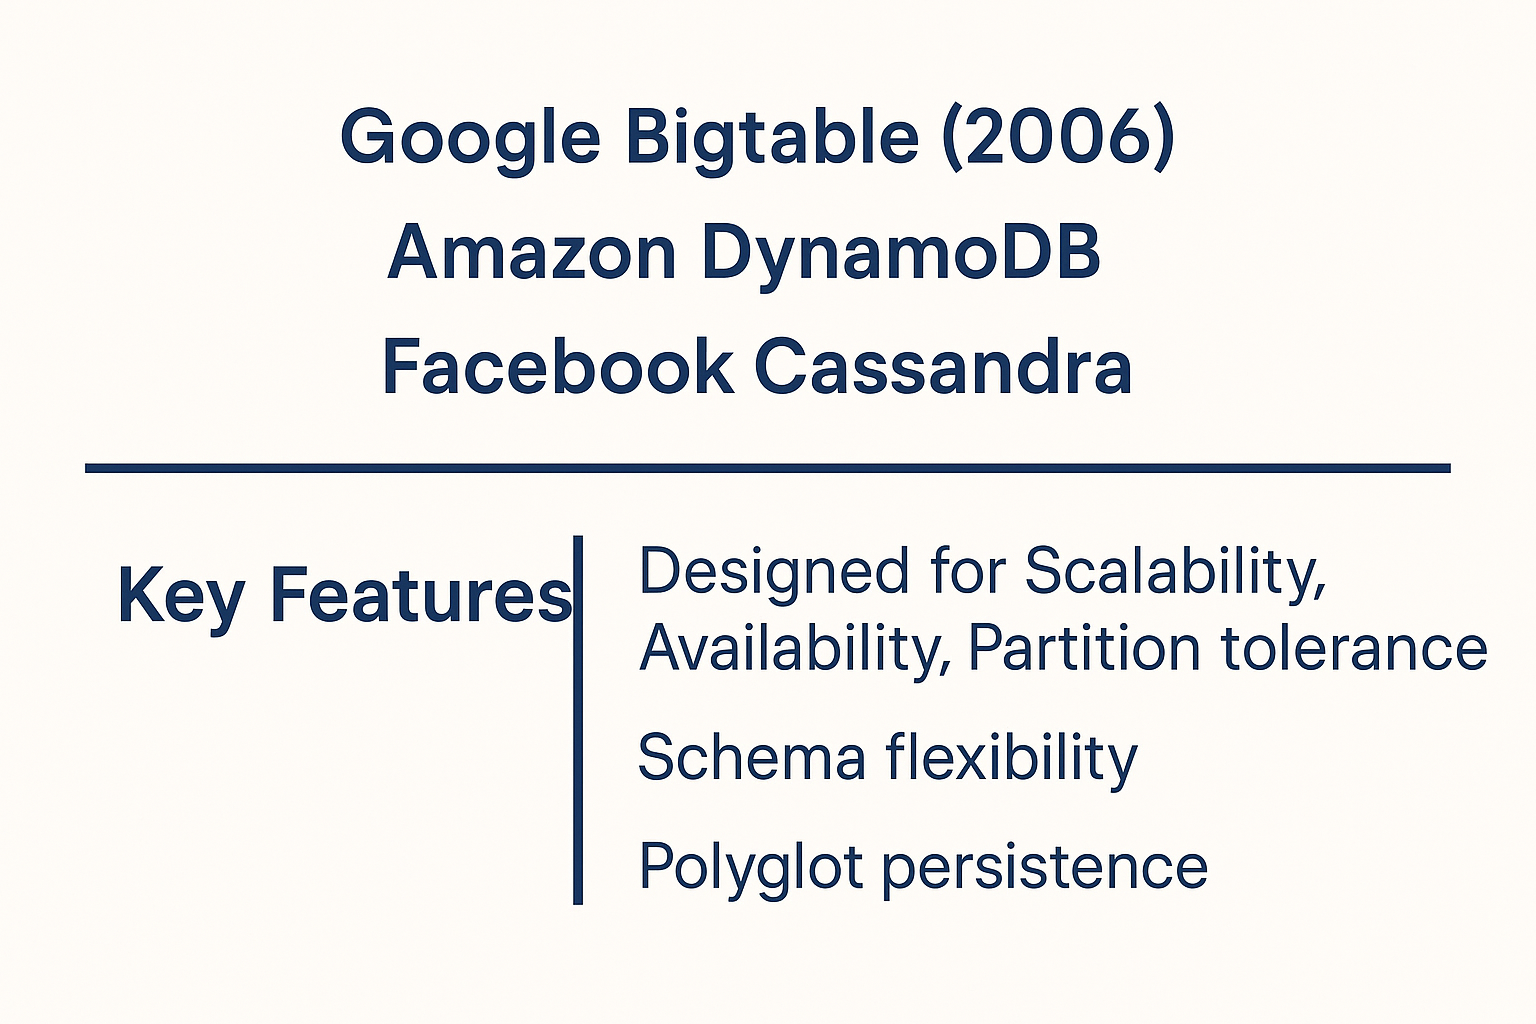 Google Bigtable (2006)
Amazon DynamoDB
Facebook Cassandra
Key Features
Designed for Scalability,
Availability, Partition tolerance
Schema flexibility
Polyglot persistence